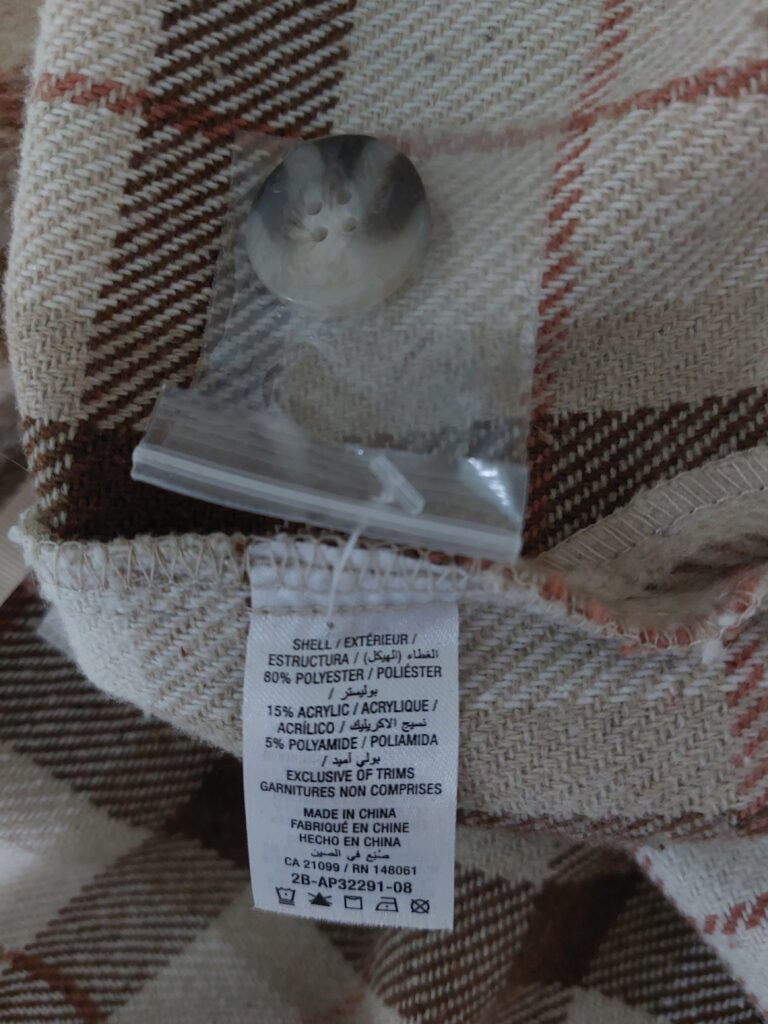 SHELL / EXTÉRIEUR /
ESTRUCTURA / الغطاء (الهيكل)
80% POLYESTER / POLIÉSTER
/ بوليستر
15% ACRYLIC / ACRYLIQUE /
ACRÍLICO / نسيج الاكريليك
5% POLYAMIDE / POLIAMIDA
/ بولي أميد
EXCLUSIVE OF TRIMS
GARNITURES NON COMPRISES
MADE IN CHINA
FABRIQUÉ EN CHINE
HECHO EN CHINA
صُنِع في الصين
CA 21099 / RN 148061
2B-AP32291-08